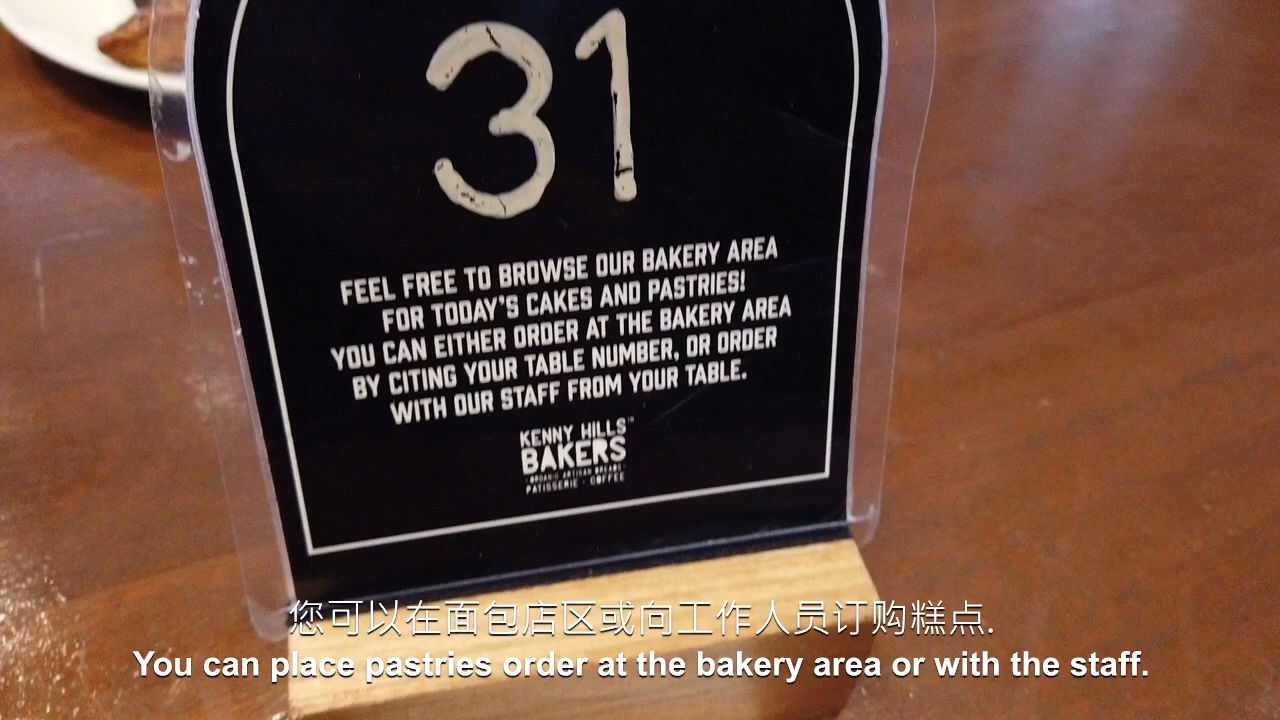 31
FEEL FREE TO BROWSE OUR BAKERY AREA
FOR TODAY'S CAKES AND PASTRIES!
YOU CAN EITHER ORDER AT THE BAKERY AREA
BY CITING YOUR TABLE NUMBER, OR ORDER
WITH OUR STAFF FROM YOUR TABLE.
KENNY HILLS™
BAKERS
· ORGANIC ARTISAN BREADS ·
PATISSERIE · COFFEE
您可以在面包店区或向工作人员订购糕点.
You can place pastries order at the bakery area or with the staff.